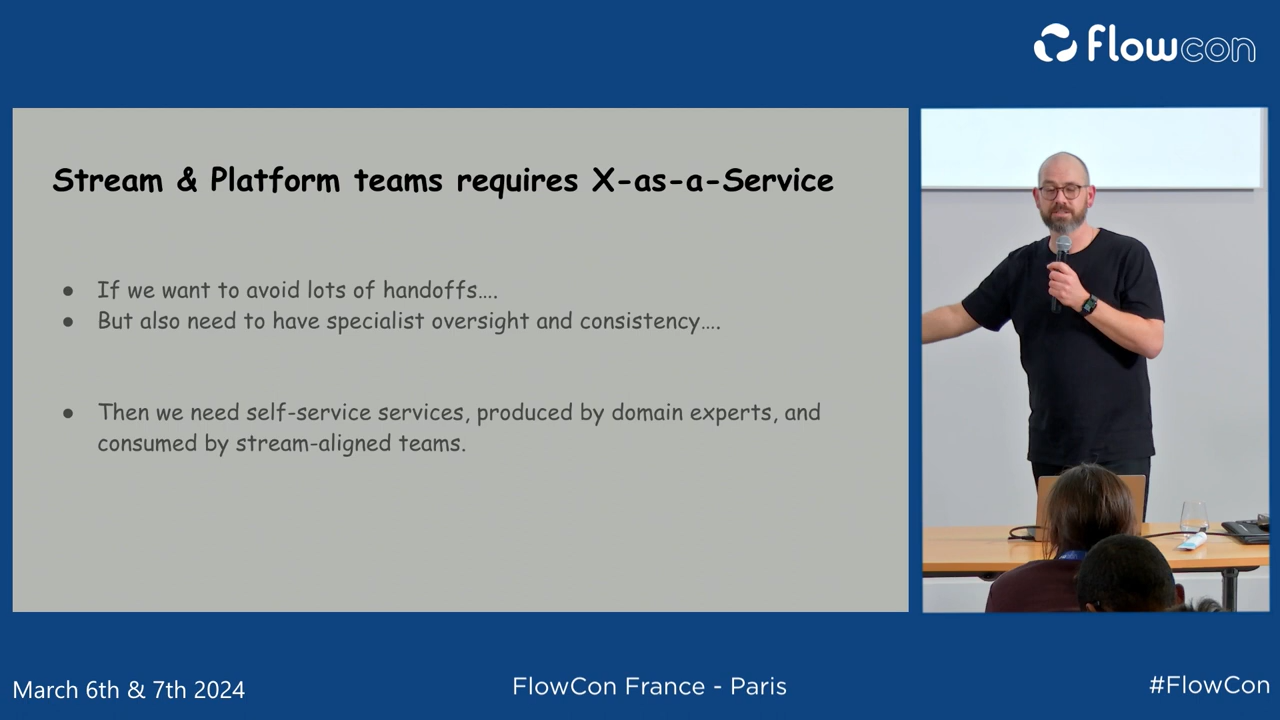 flowcon
Stream & Platform teams requires X-as-a-Service
● If we want to avoid lots of handoffs....
● But also need to have specialist oversight and consistency....
● Then we need self-service services, produced by domain experts, and
consumed by stream-aligned teams.
March 6th & 7th 2024
FlowCon France - Paris
#FlowCon